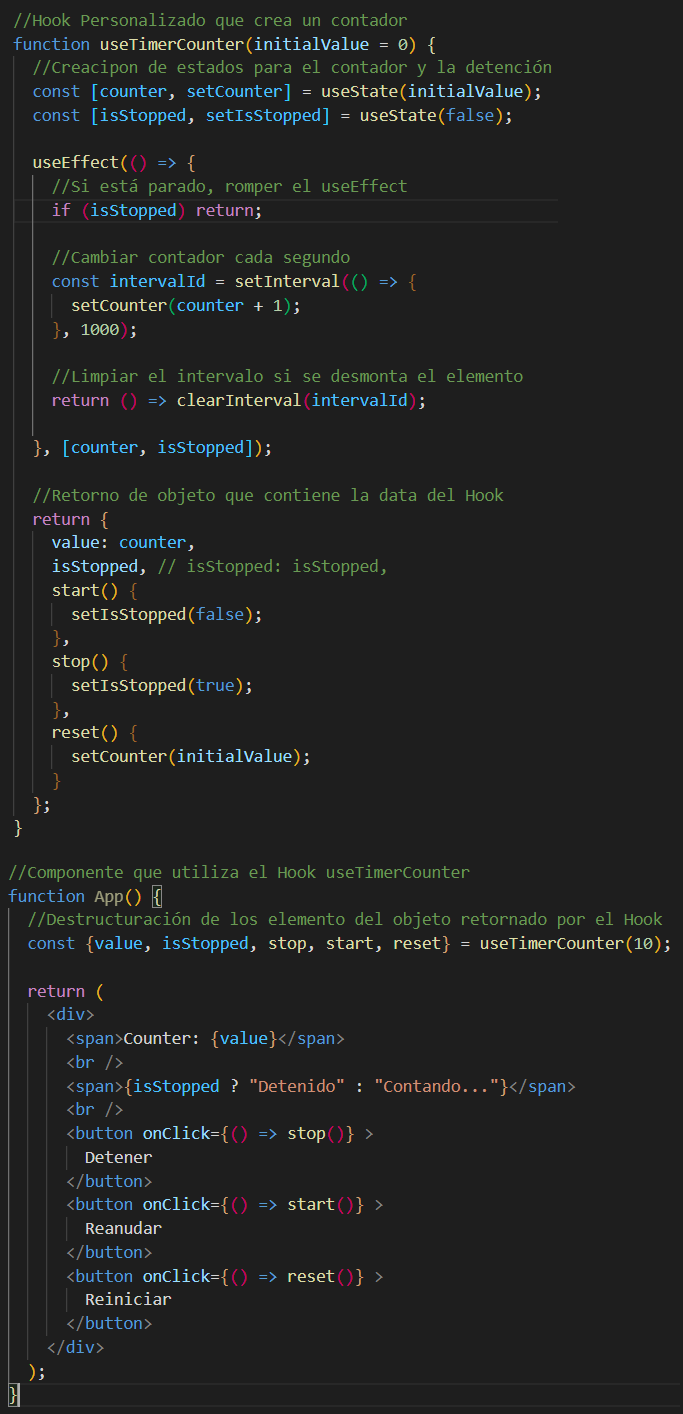 //Hook Personalizado que crea un contador
function useTimerCounter(initialValue = 0) {
  //Creacipon de estados para el contador y la detención
  const [counter, setCounter] = useState(initialValue);
  const [isStopped, setIsStopped] = useState(false);

  useEffect(() => {
    //Si está parado, romper el useEffect
    if (isStopped) return;

    //Cambiar contador cada segundo
    const intervalId = setInterval(() => {
      setCounter(counter + 1);
    }, 1000);

    //Limpiar el intervalo si se desmonta el elemento
    return () => clearInterval(intervalId);

  }, [counter, isStopped]);

  //Retorno de objeto que contiene la data del Hook
  return {
    value: counter,
    isStopped, // isStopped: isStopped,
    start() {
      setIsStopped(false);
    },
    stop() {
      setIsStopped(true);
    },
    reset() {
      setCounter(initialValue);
    }
  };
}

//Componente que utiliza el Hook useTimerCounter
function App() {
  //Destructuración de los elemento del objeto retornado por el Hook
  const {value, isStopped, stop, start, reset} = useTimerCounter(10);

  return (
    <div>
      <span>Counter: {value}</span>
      <br />
      <span>{isStopped ? "Detenido" : "Contando..."}</span>
      <br />
      <button onClick={() => stop()} >
        Detener
      </button>
      <button onClick={() => start()} >
        Reanudar
      </button>
      <button onClick={() => reset()} >
        Reiniciar
      </button>
    </div>
  );
}